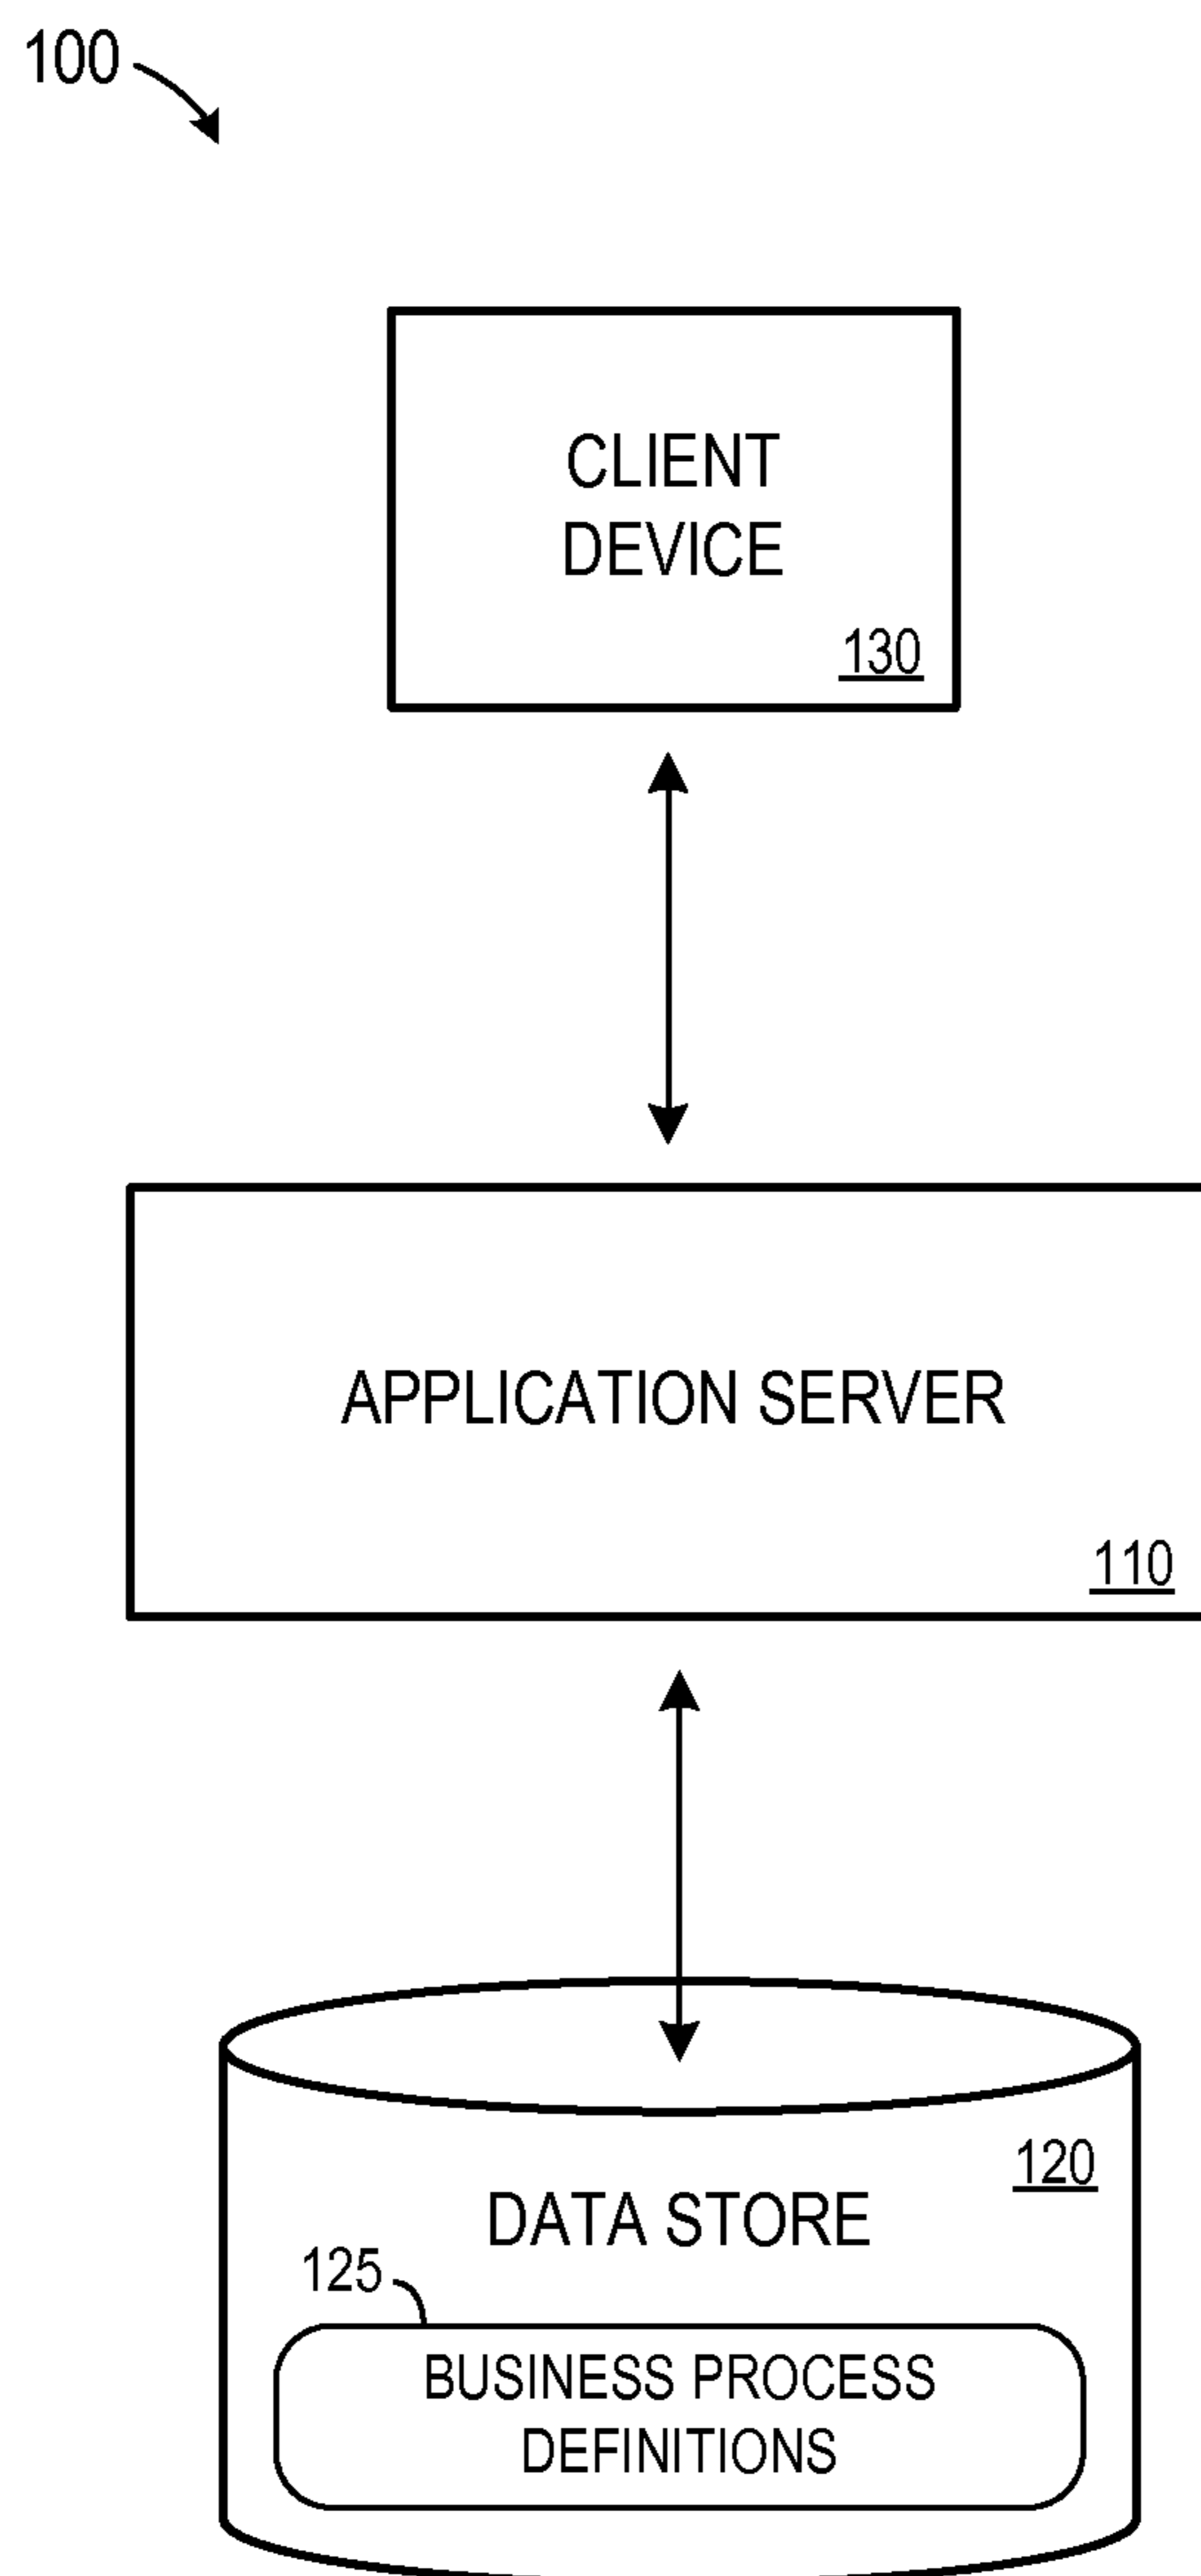 100
CLIENT
DEVICE
130
APPLICATION SERVER
110
120
DATA STORE
125
BUSINESS PROCESS
DEFINITIONS